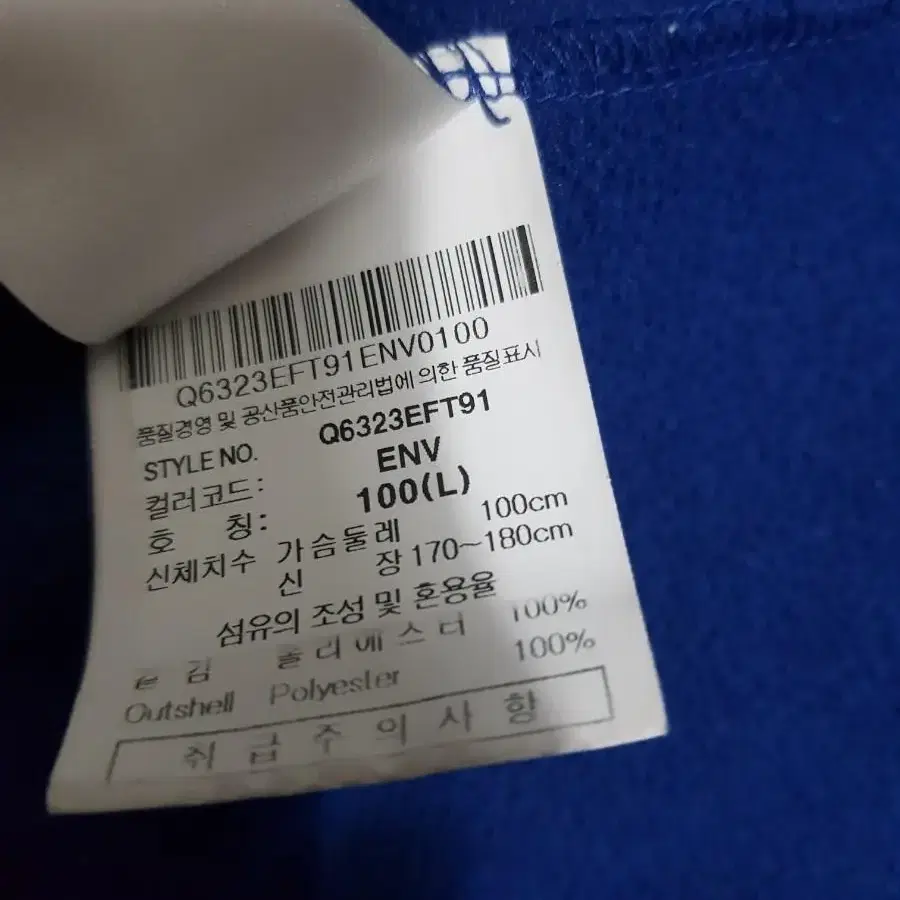 Q6323EFT91ENV0100
품질경영 및 공산품안전관리법에 의한 품질표시
STYLE NO. Q6323EFT91
컬러코드: ENV
호 칭: 100(L)
신체치수 가슴둘레 100cm
신 장 170~180cm
섬유의 조성 및 혼용율
폴리에스터 100%
Outshell Polyester 100%
취급주의사항